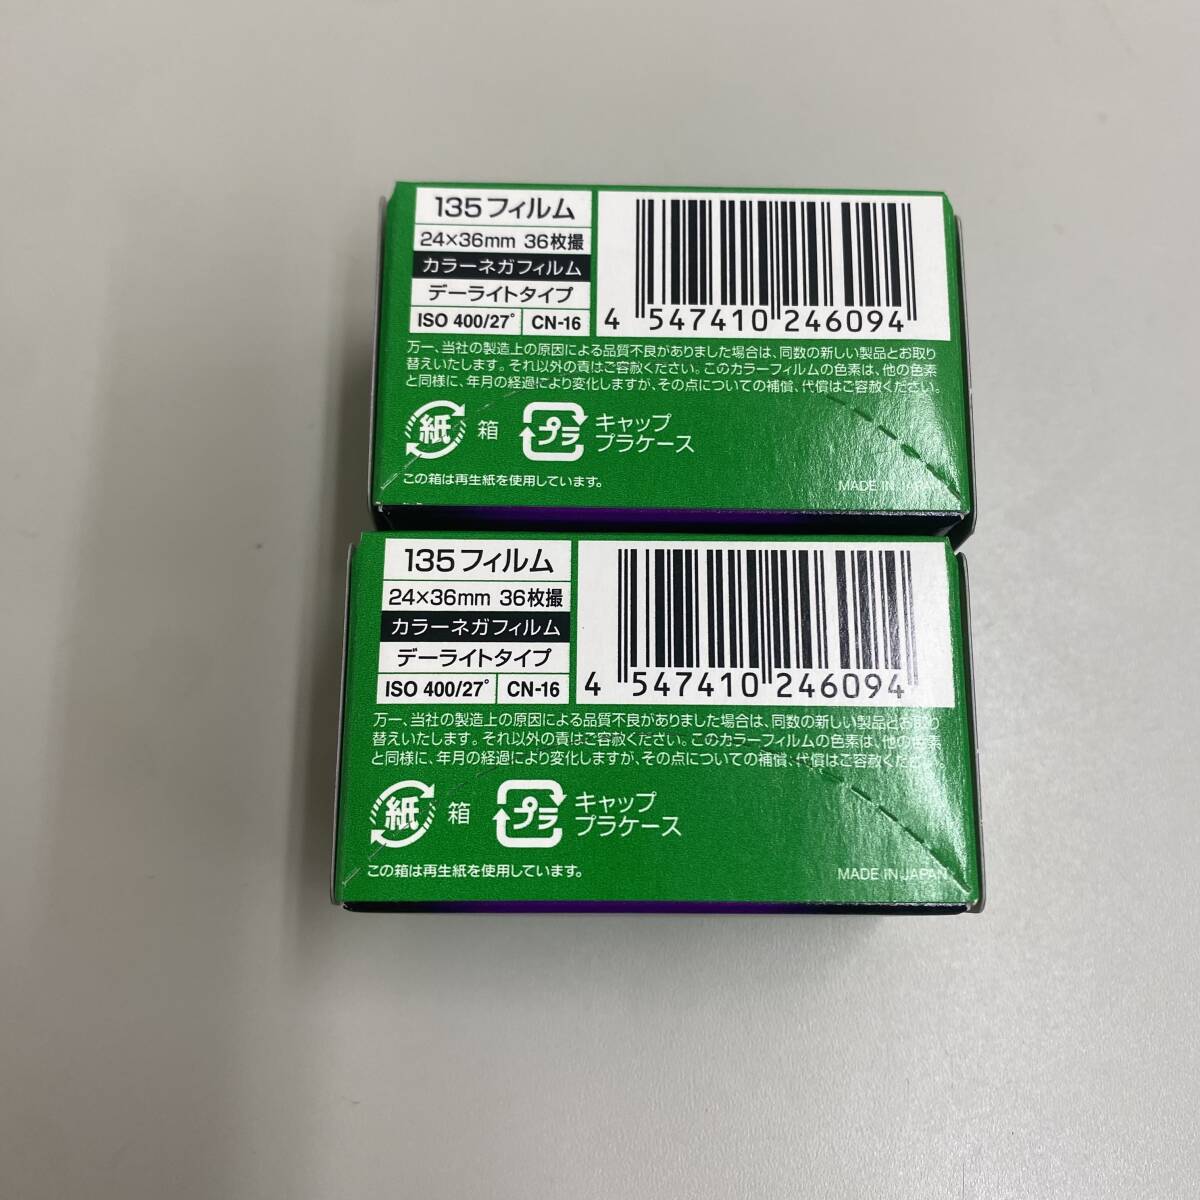 135フィルム
24×36mm 36枚撮
カラーネガフィルム
デーライトタイプ
ISO 400/27° CN-16
4 547410 246094
万一、当社の製造上の原因による品質不良がありました場合は、同数の新しい製品とお取り
替えいたします。それ以外の責はご容赦ください。このカラーフィルムの色素は、他の色素
と同様に、年月の経過により変化しますが、その点についての補償、代償はご容赦ください。
紙 箱
プラ キャップ
プラケース
この箱は再生紙を使用しています。
MADE IN JAPAN
135フィルム
24×36mm 36枚撮
カラーネガフィルム
デーライトタイプ
ISO 400/27° CN-16
4 547410 246094
万一、当社の製造上の原因による品質不良がありました場合は、同数の新しい製品とお取り
替えいたします。それ以外の責はご容赦ください。このカラーフィルムの色素は、他の色素
と同様に、年月の経過により変化しますが、その点についての補償、代償はご容赦ください。
紙 箱
プラ キャップ
プラケース
この箱は再生紙を使用しています。
MADE IN JAPAN